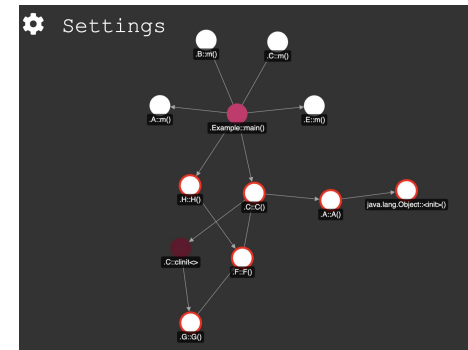 Settings
.B::m()
.C::m()
.A::m()
.E::m()
.Example::main()
.H::H()
.C::C()
.A::A()
java.lang.Object::<init>()
.C::clinit<>
.F::F()
.G::G()